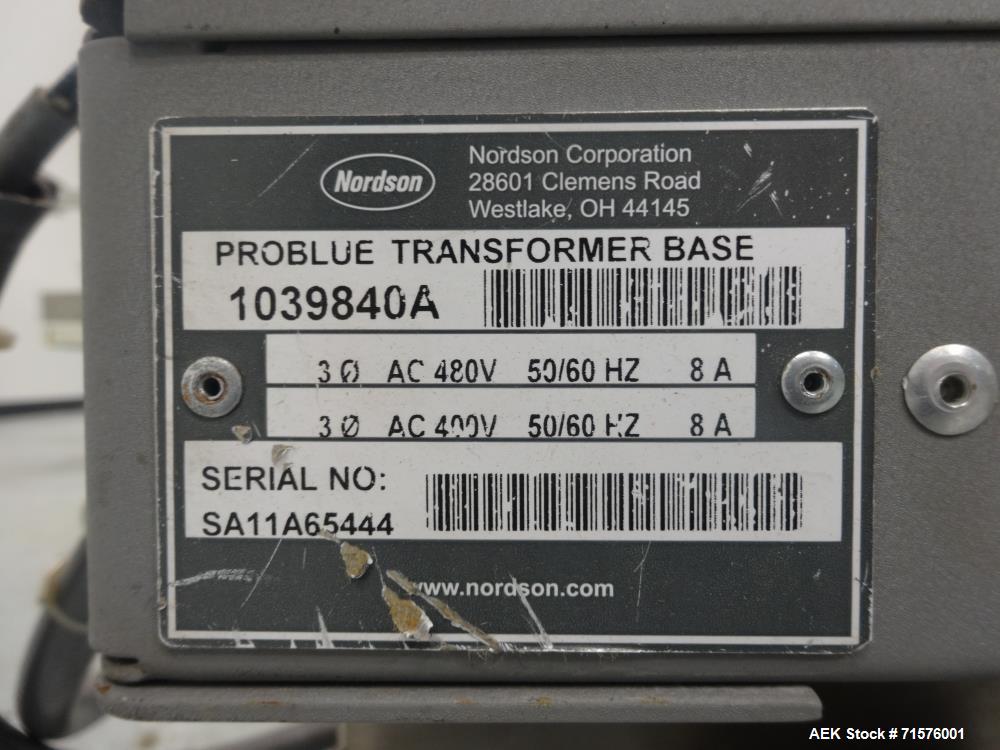 Nordson
Nordson Corporation
28601 Clemens Road
Westlake, OH 44145
PROBLUE TRANSFORMER BASE
1039840A
3 Ø AC 480V 50/60 HZ 8 A
3 Ø AC 400V 50/60 HZ 8 A
SERIAL NO:
SA11A65444
www.nordson.com
AEK Stock # 71576001